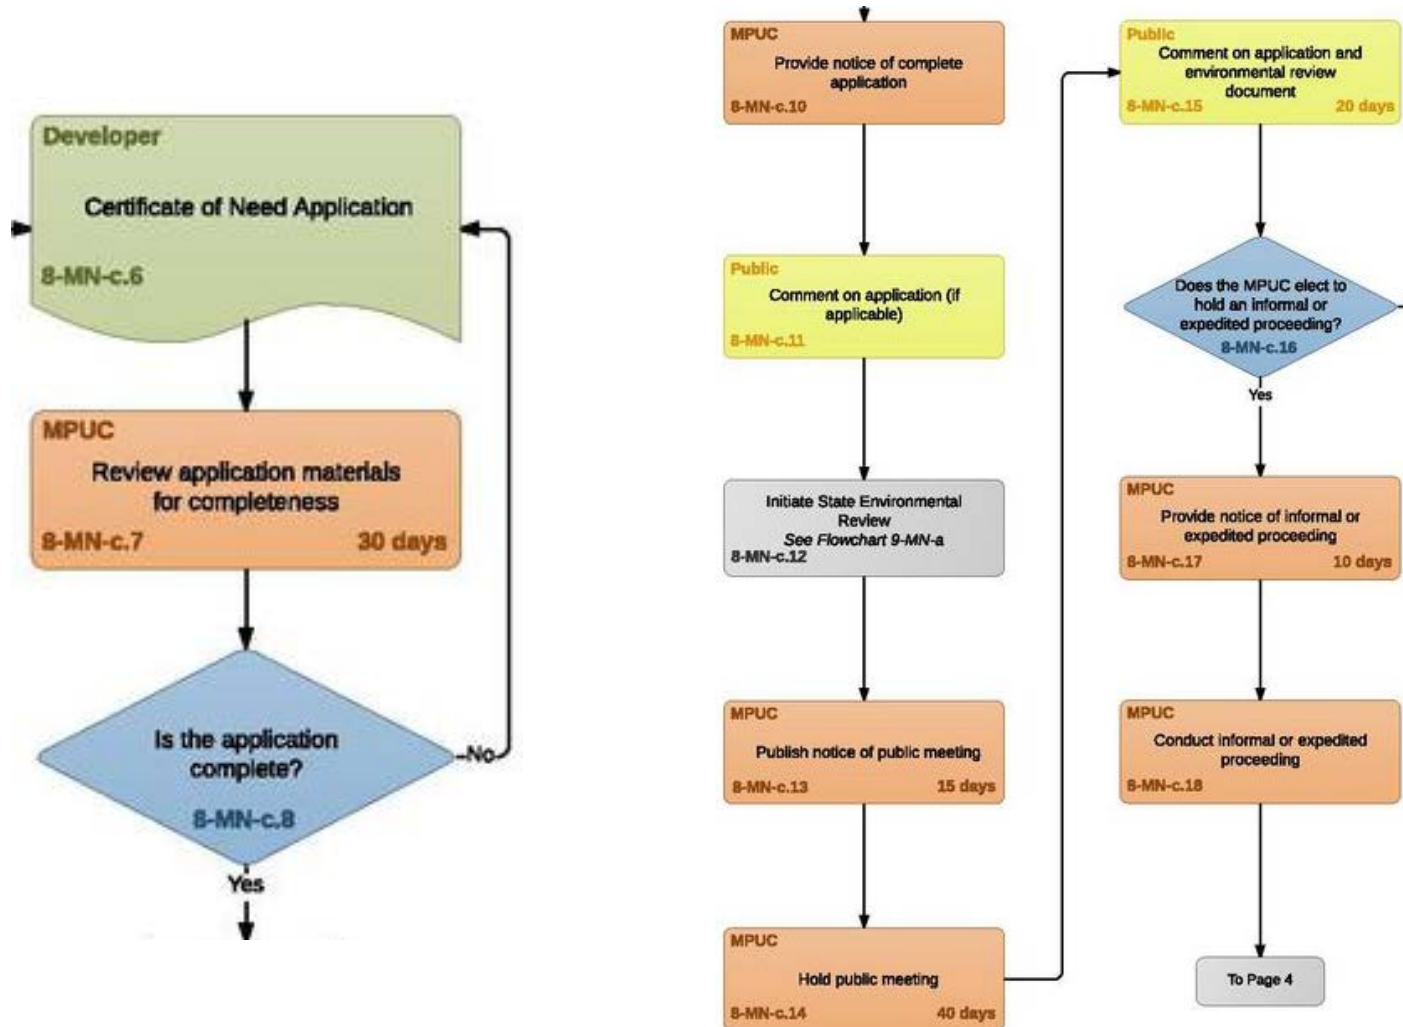 Developer
Certificate of Need Application
8-MN-c.6
MPUC
Review application materials
for completeness
8-MN-c.7 30 days
Is the application
complete?
8-MN-c.8
No
Yes
MPUC
Provide notice of complete
application
8-MN-c.10
Public
Comment on application (if
applicable)
8-MN-c.11
Initiate State Environmental
Review
See Flowchart 9-MN-a
8-MN-c.12
MPUC
Publish notice of public meeting
8-MN-c.13 15 days
MPUC
Hold public meeting
8-MN-c.14 40 days
Public
Comment on application and
environmental review
document
8-MN-c.15 20 days
Does the MPUC elect to
hold an informal or
expedited proceeding?
8-MN-c.16
Yes
MPUC
Provide notice of informal or
expedited proceeding
8-MN-c.17 10 days
MPUC
Conduct informal or expedited
proceeding
8-MN-c.18
To Page 4